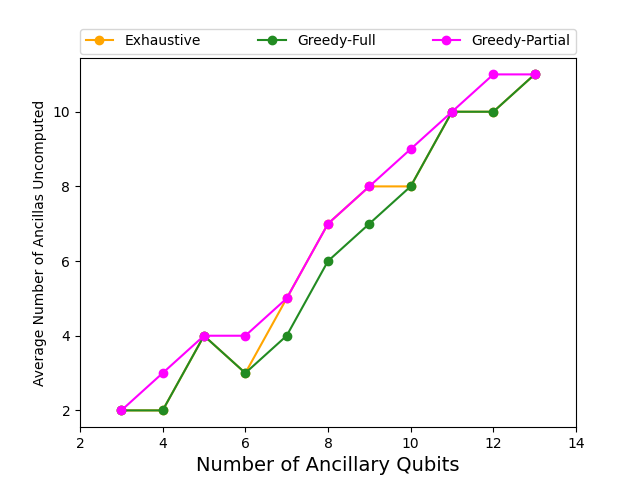 Exhaustive Greedy-Full Greedy-Partial
Average Number of Ancillas Uncomputed
10
8
6
4
2
2 4 6 8 10 12 14
Number of Ancillary Qubits